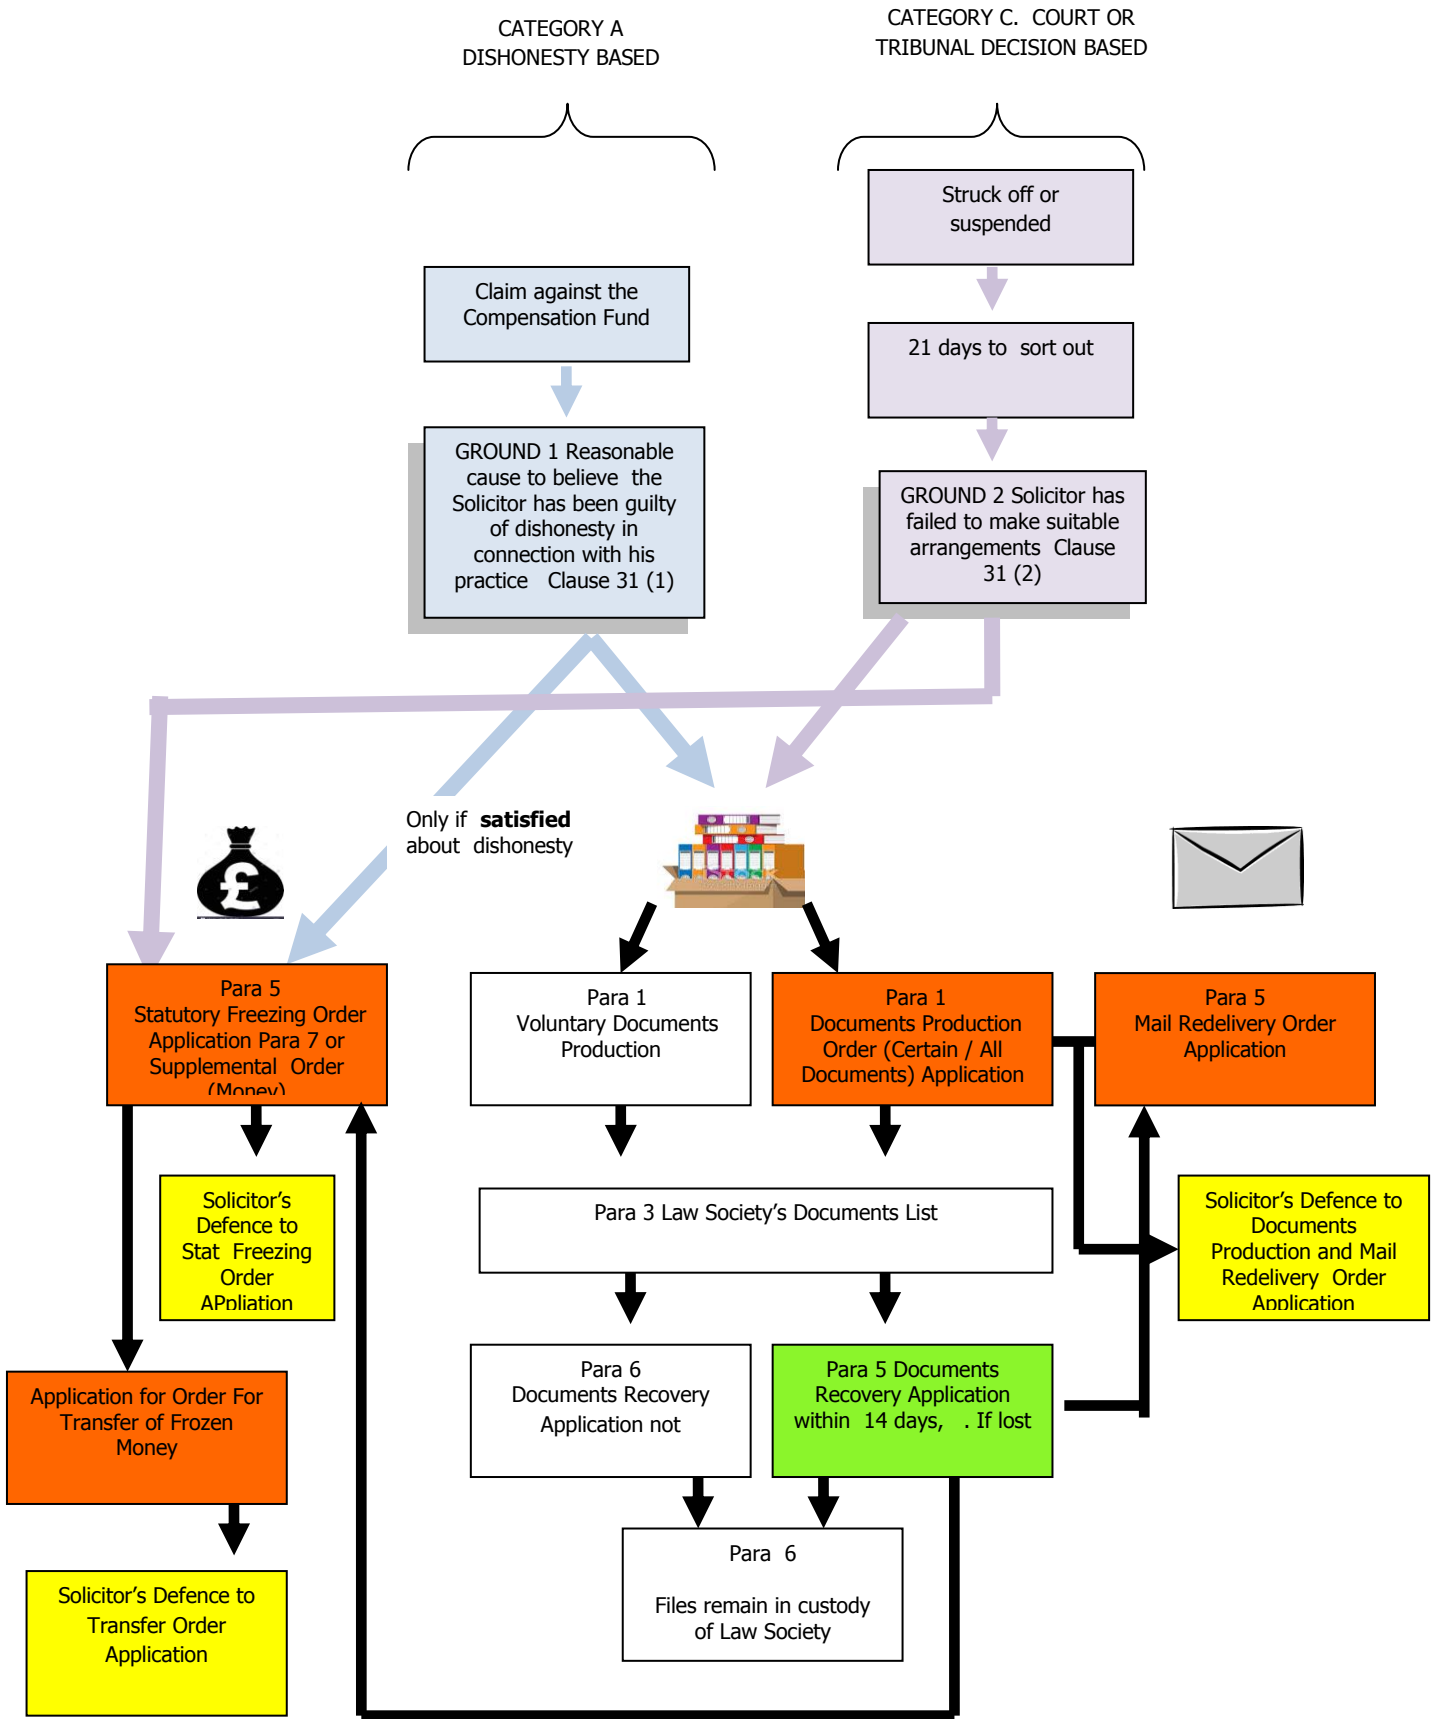 CATEGORY A
DISHONESTY BASED
CATEGORY C. COURT OR
TRIBUNAL DECISION BASED
Struck off or
suspended
Claim against the
Compensation Fund
21 days to sort out
GROUND 1 Reasonable
cause to believe the
Solicitor has been guilty
of dishonesty in
connection with his
practice Clause 31 (1)
GROUND 2 Solicitor has
failed to make suitable
arrangements Clause
31 (2)
Only if satisfied
about dishonesty
£
Para 5
Statutory Freezing Order
Application Para 7 or
Supplemental Order
(Money)
Para 1
Voluntary Documents
Production
Para 1
Documents Production
Order (Certain / All
Documents) Application
Para 5
Mail Redelivery Order
Application
Solicitor’s
Defence to
Stat Freezing
Order
APpliation
Para 3 Law Society’s Documents List
Solicitor’s Defence to
Documents
Production and Mail
Redelivery Order
Application
Application for Order For
Transfer of Frozen
Money
Para 6
Documents Recovery
Application not
Para 5 Documents
Recovery Application
within 14 days, . If lost
Para 6
Files remain in custody
of Law Society
Solicitor’s Defence to
Transfer Order
Application